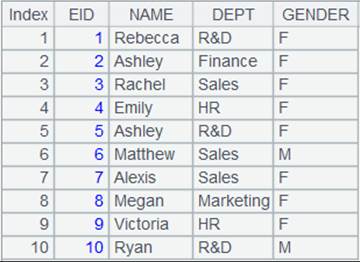 Index EID NAME DEPT GENDER
1 1 Rebecca R&D F
2 2 Ashley Finance F
3 3 Rachel Sales F
4 4 Emily HR F
5 5 Ashley R&D F
6 6 Matthew Sales M
7 7 Alexis Sales F
8 8 Megan Marketing F
9 9 Victoria HR F
10 10 Ryan R&D M